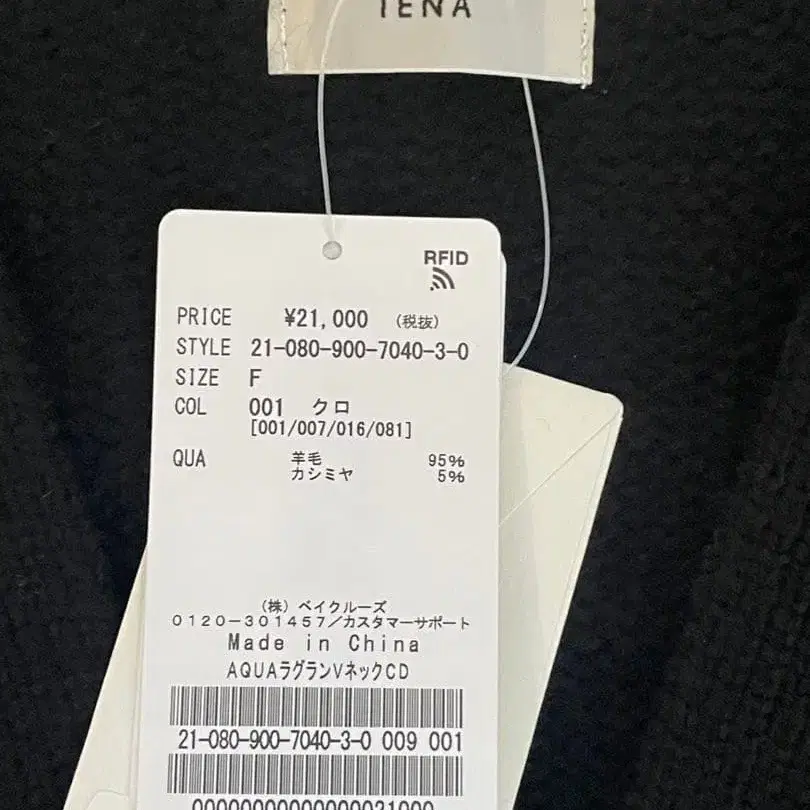 IENA
RFID
PRICE ¥21,000 (税抜)
STYLE 21-080-900-7040-3-0
SIZE F
COL 001 クロ
[001/007/016/081]
QUA 羊毛 95%
カシミヤ 5%
(株) ベイクルーズ
0120-301457/カスタマーサポート
Made in China
AQUAラグランVネックCD
21-080-900-7040-3-0 009 001